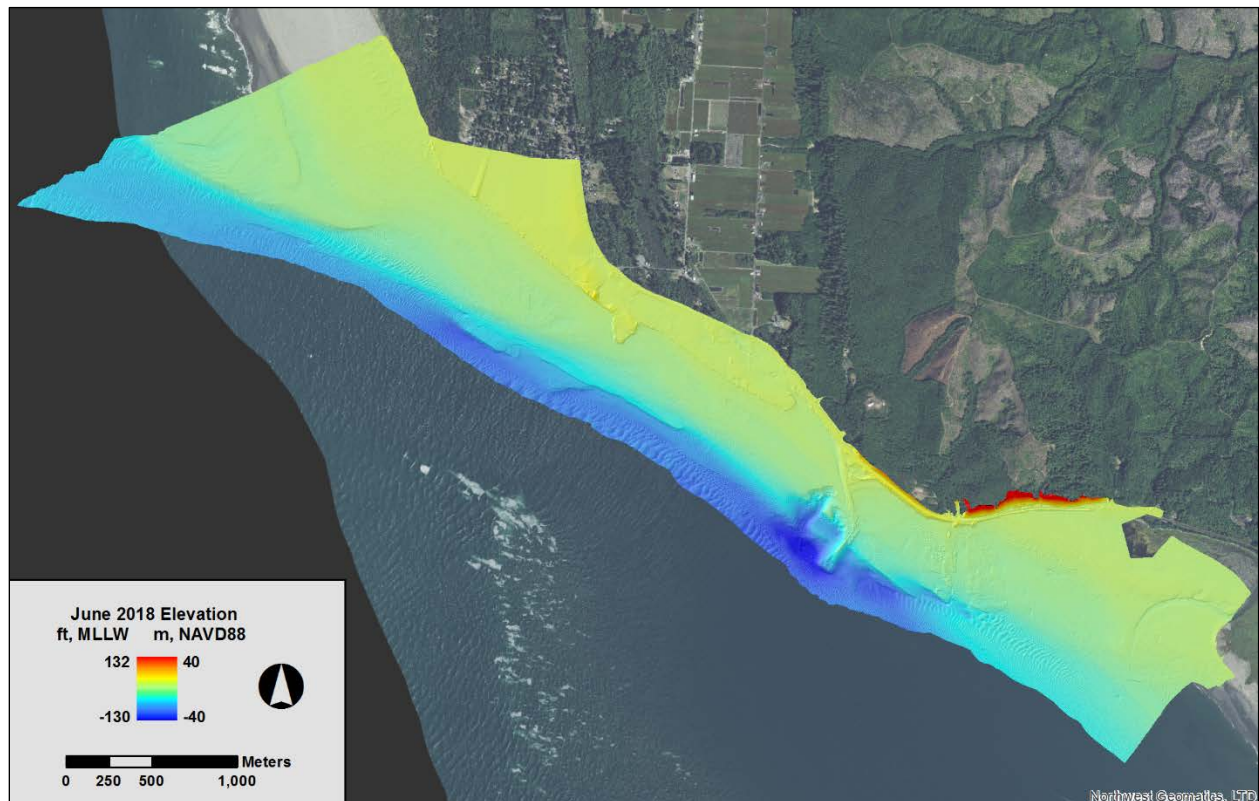 June 2018 Elevation
ft, MLLW m, NAVD88
132 40
-130 -40
Meters
0 250 500 1,000
Northwest Geomatics, LTD